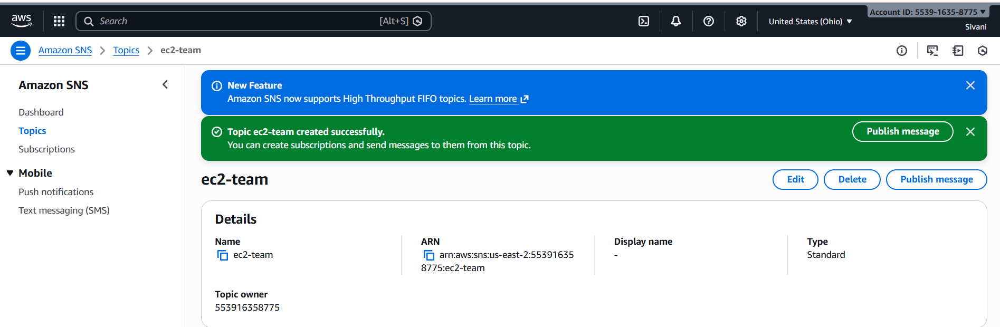 aws
Search
[Alt+S]
United States (Ohio)
Account ID: 5539-1635-8775
Sivani
Amazon SNS
Topics
ec2-team
Amazon SNS
Dashboard
Topics
Subscriptions
Mobile
Push notifications
Text messaging (SMS)
New Feature
Amazon SNS now supports High Throughput FIFO topics. Learn more
Topic ec2-team created successfully.
You can create subscriptions and send messages to them from this topic.
Publish message
ec2-team
Edit
Delete
Publish message
Details
Name
ec2-team
ARN
arn:aws:sns:us-east-2:55391635
8775:ec2-team
Display name
-
Type
Standard
Topic owner
553916358775